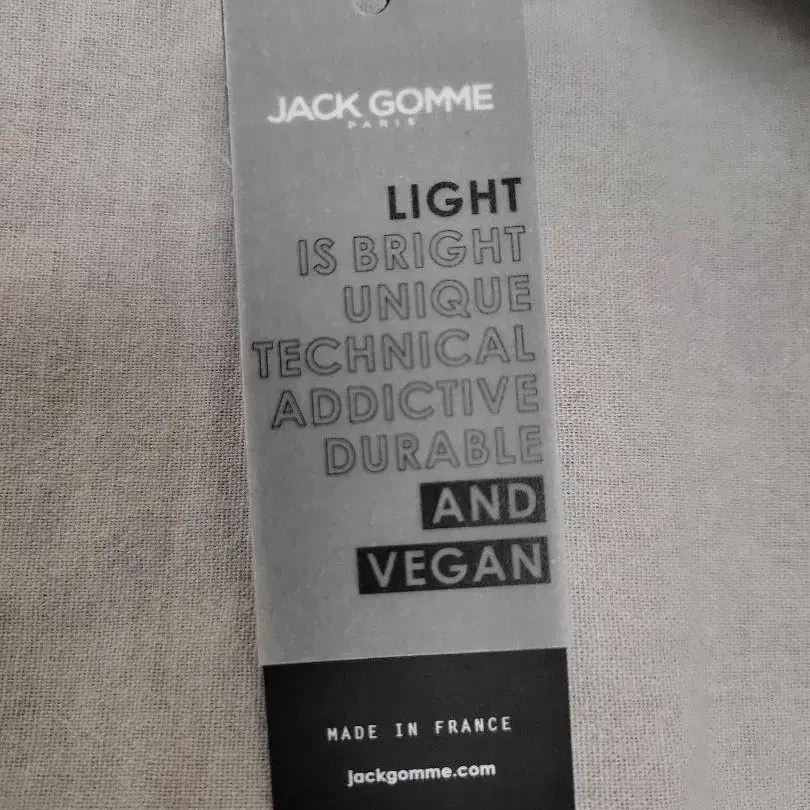 JACK GOMME
PARIS
LIGHT
IS BRIGHT
UNIQUE
TECHNICAL
ADDICTIVE
DURABLE
AND
VEGAN
MADE IN FRANCE
jackgomme.com